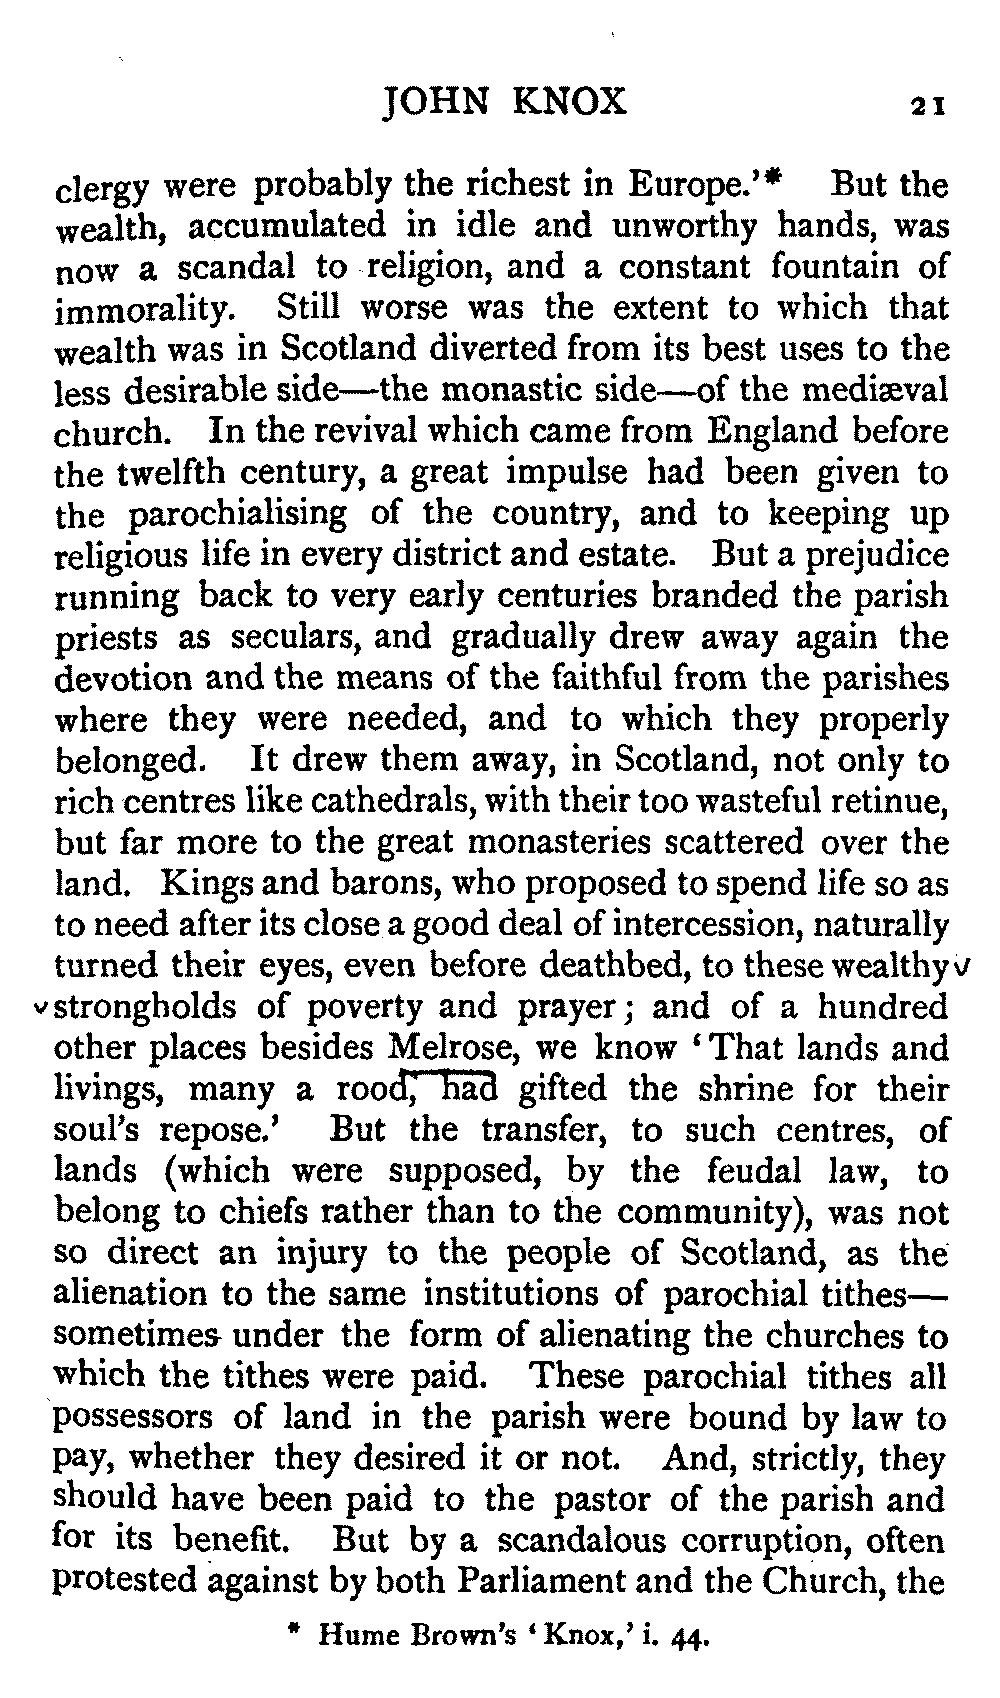 JOHN KNOX 21
clergy were probably the richest in Europe.'* But the
wealth, accumulated in idle and unworthy hands, was
now a scandal to religion, and a constant fountain of
immorality. Still worse was the extent to which that
wealth was in Scotland diverted from its best uses to the
less desirable side—the monastic side—of the mediæval
church. In the revival which came from England before
the twelfth century, a great impulse had been given to
the parochialising of the country, and to keeping up
religious life in every district and estate. But a prejudice
running back to very early centuries branded the parish
priests as seculars, and gradually drew away again the
devotion and the means of the faithful from the parishes
where they were needed, and to which they properly
belonged. It drew them away, in Scotland, not only to
rich centres like cathedrals, with their too wasteful retinue,
but far more to the great monasteries scattered over the
land. Kings and barons, who proposed to spend life so as
to need after its close a good deal of intercession, naturally
turned their eyes, even before deathbed, to these wealthy
strongholds of poverty and prayer; and of a hundred
other places besides Melrose, we know 'That lands and
livings, many a rood, had gifted the shrine for their
soul's repose.' But the transfer, to such centres, of
lands (which were supposed, by the feudal law, to
belong to chiefs rather than to the community), was not
so direct an injury to the people of Scotland, as the
alienation to the same institutions of parochial tithes—
sometimes under the form of alienating the churches to
which the tithes were paid. These parochial tithes all
possessors of land in the parish were bound by law to
pay, whether they desired it or not. And, strictly, they
should have been paid to the pastor of the parish and
for its benefit. But by a scandalous corruption, often
protested against by both Parliament and the Church, the
* Hume Brown's 'Knox,' i. 44.